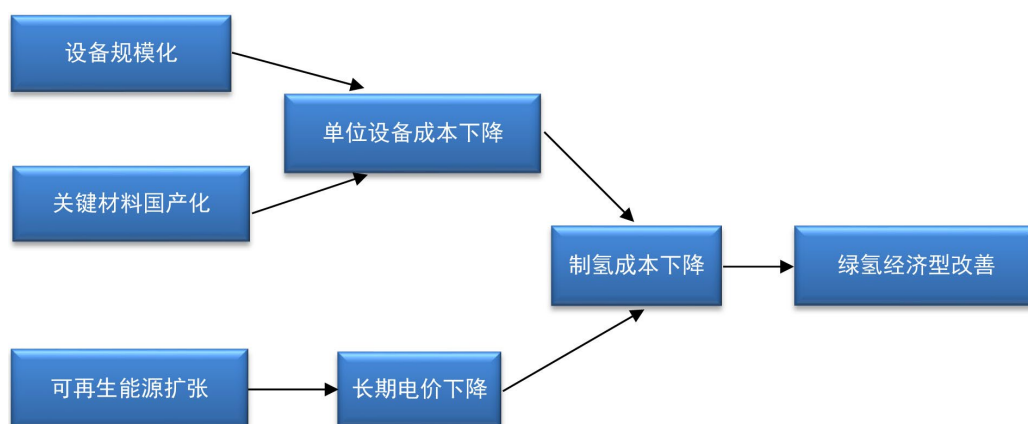 设备规模化
单位设备成本下降
关键材料国产化
制氢成本下降
绿氢经济型改善
可再生能源扩张
长期电价下降